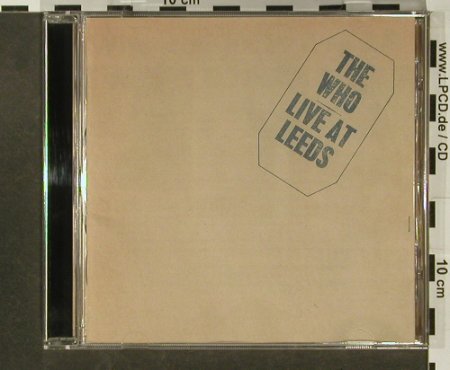 10 cm
THE
WHO
LIVE AT
LEEDS
www.LPCD.de / CD
10 cm